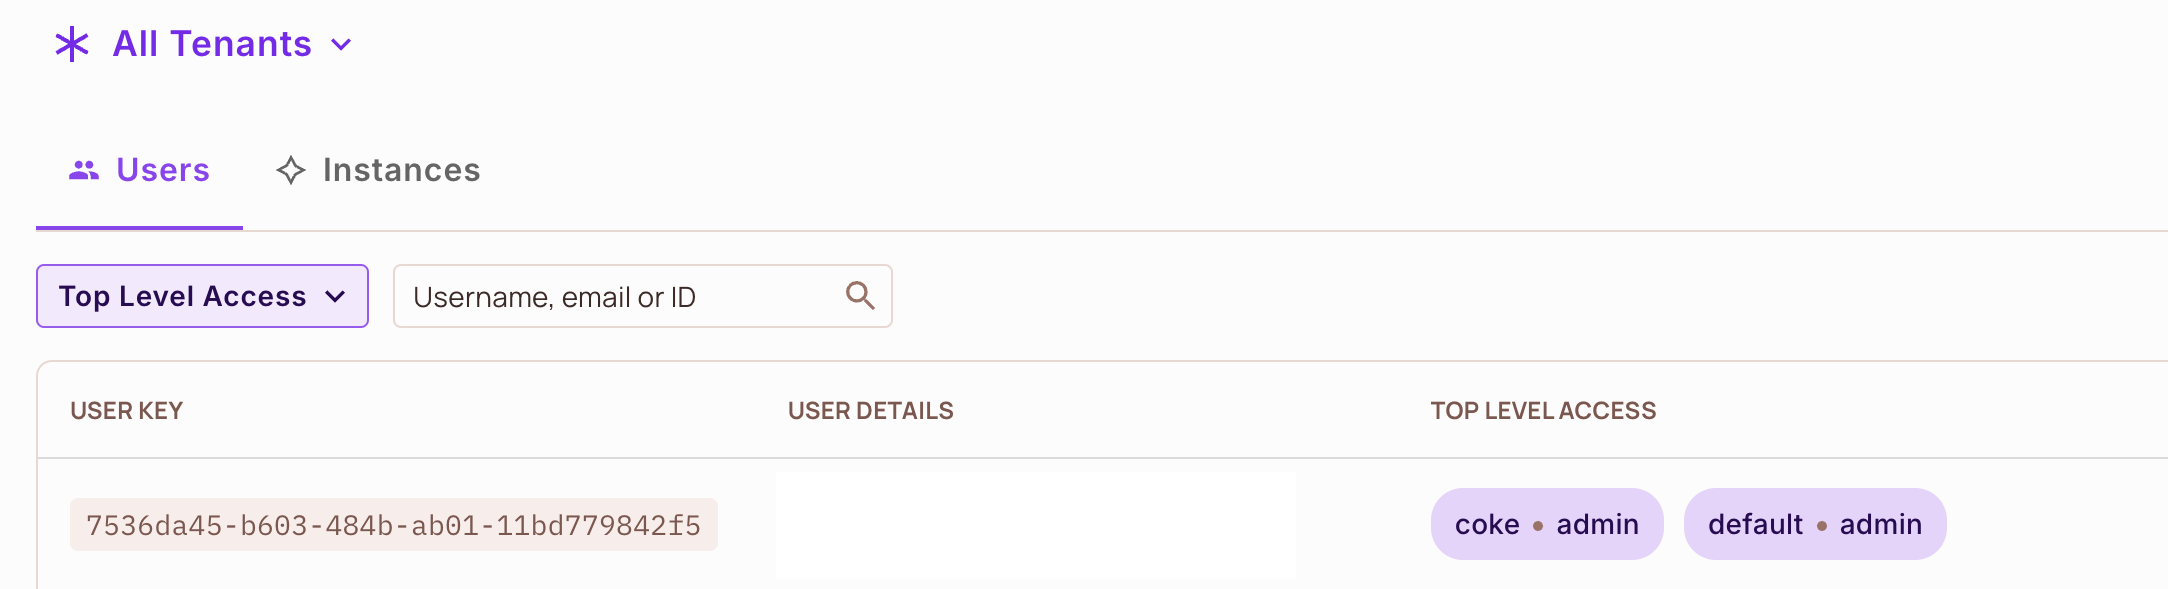 All Tenants
Users Instances
Top Level Access Username, email or ID
USER KEY USER DETAILS TOP LEVEL ACCESS
7536da45-b603-484b-ab01-11bd779842f5 coke • admin default • admin